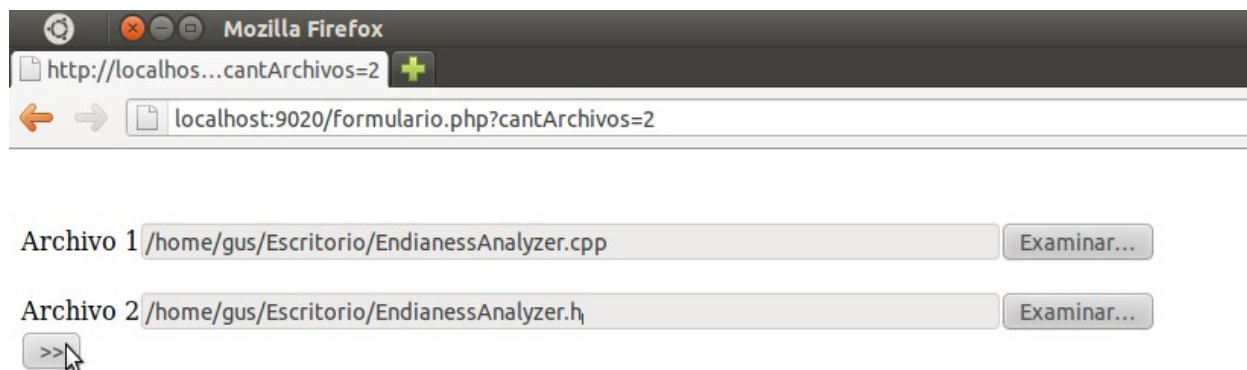 Mozilla Firefox
http://localhos...cantArchivos=2
localhost:9020/formulario.php?cantArchivos=2
Archivo 1 /home/gus/Escritorio/EndianessAnalyzer.cpp Examinar...
Archivo 2 /home/gus/Escritorio/EndianessAnalyzer.h Examinar...
>>